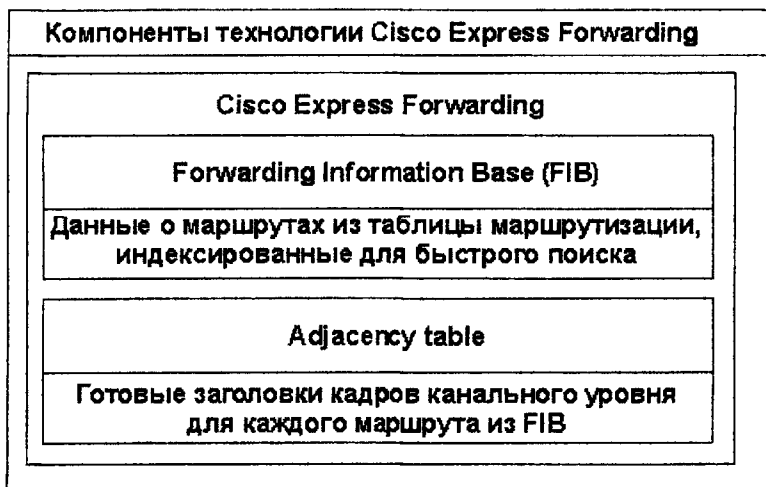 Компоненты технологии Cisco Express Forwarding
Cisco Express Forwarding
Forwarding Information Base (FIB)
Данные о маршрутах из таблицы маршрутизации,
индексированные для быстрого поиска
Adjacency table
Готовые заголовки кадров канального уровня
для каждого маршрута из FIB